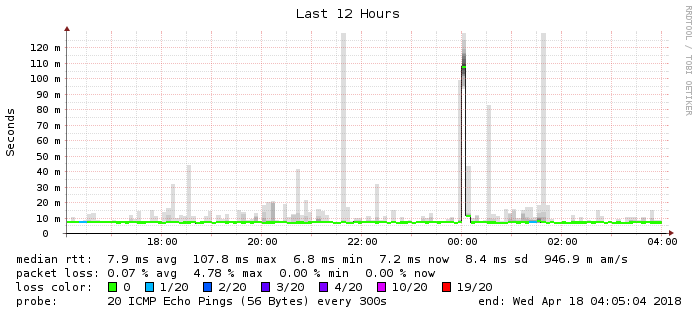 Last 12 Hours
RRDTOOL / TOBI OETIKER
Seconds
120 m
110 m
100 m
90 m
80 m
70 m
60 m
50 m
40 m
30 m
20 m
10 m
0
18:00 20:00 22:00 00:00 02:00 04:00
median rtt: 7.9 ms avg 107.8 ms max 6.8 ms min 7.2 ms now 8.4 ms sd 946.9 m am/s
packet loss: 0.07 % avg 4.78 % max 0.00 % min 0.00 % now
loss color: 0 1/20 2/20 3/20 4/20 10/20 19/20
probe: 20 ICMP Echo Pings (56 Bytes) every 300s end: Wed Apr 18 04:05:04 2018